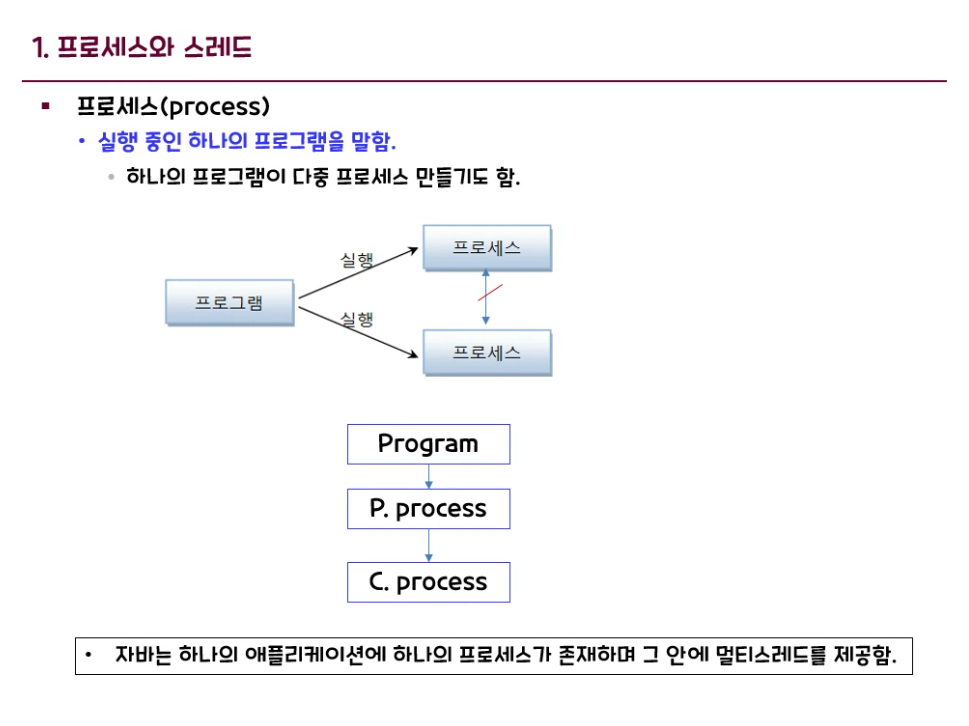 1. 프로세스와 스레드
▪ 프로세스(process)
• 실행 중인 하나의 프로그램을 말함.
• 하나의 프로그램이 다중 프로세스 만들기도 함.
프로세스
실행
프로그램
실행
프로세스
Program
P. process
C. process
• 자바는 하나의 애플리케이션에 하나의 프로세스가 존재하며 그 안에 멀티스레드를 제공함.